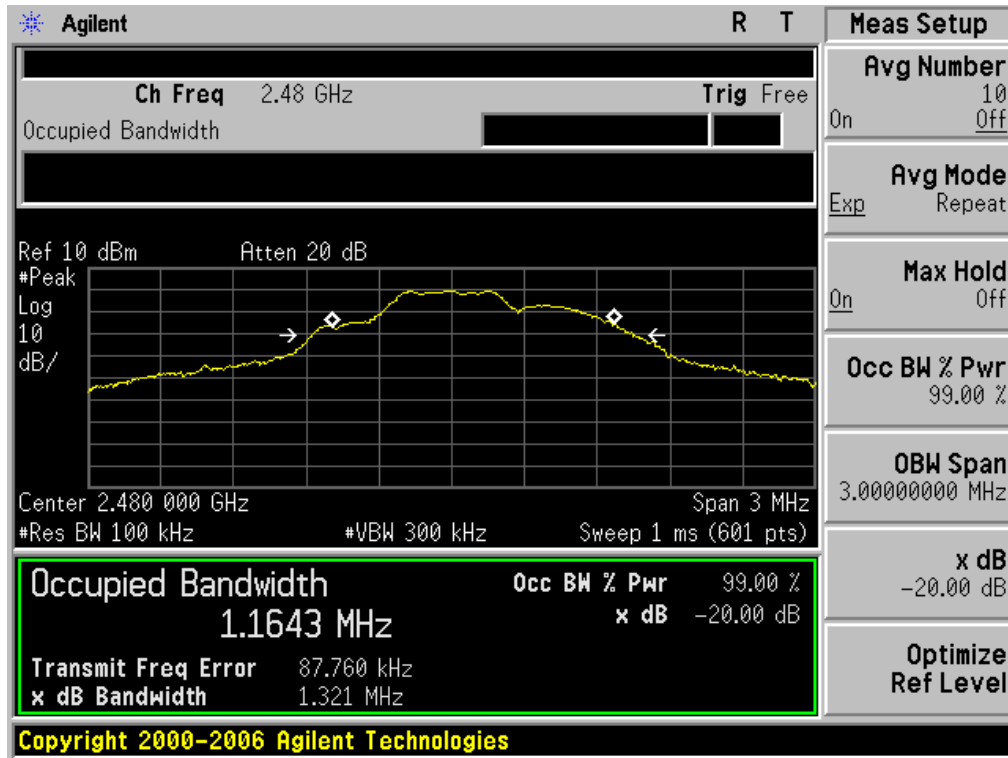 Agilent R T
Meas Setup
Ch Freq 2.48 GHz Trig Free
Occupied Bandwidth
Ref 10 dBm Atten 20 dB
#Peak
Log
10
dB/
Center 2.480 000 GHz Span 3 MHz
#Res BW 100 kHz #VBW 300 kHz Sweep 1 ms (601 pts)
Occupied Bandwidth Occ BW % Pwr 99.00 %
1.1643 MHz x dB -20.00 dB
Transmit Freq Error 87.760 kHz
x dB Bandwidth 1.321 MHz
Copyright 2000-2006 Agilent Technologies
Avg Number
10
On Off
Avg Mode
Exp Repeat
Max Hold
On Off
Occ BW % Pwr
99.00 %
OBW Span
3.00000000 MHz
x dB
-20.00 dB
Optimize
Ref Level